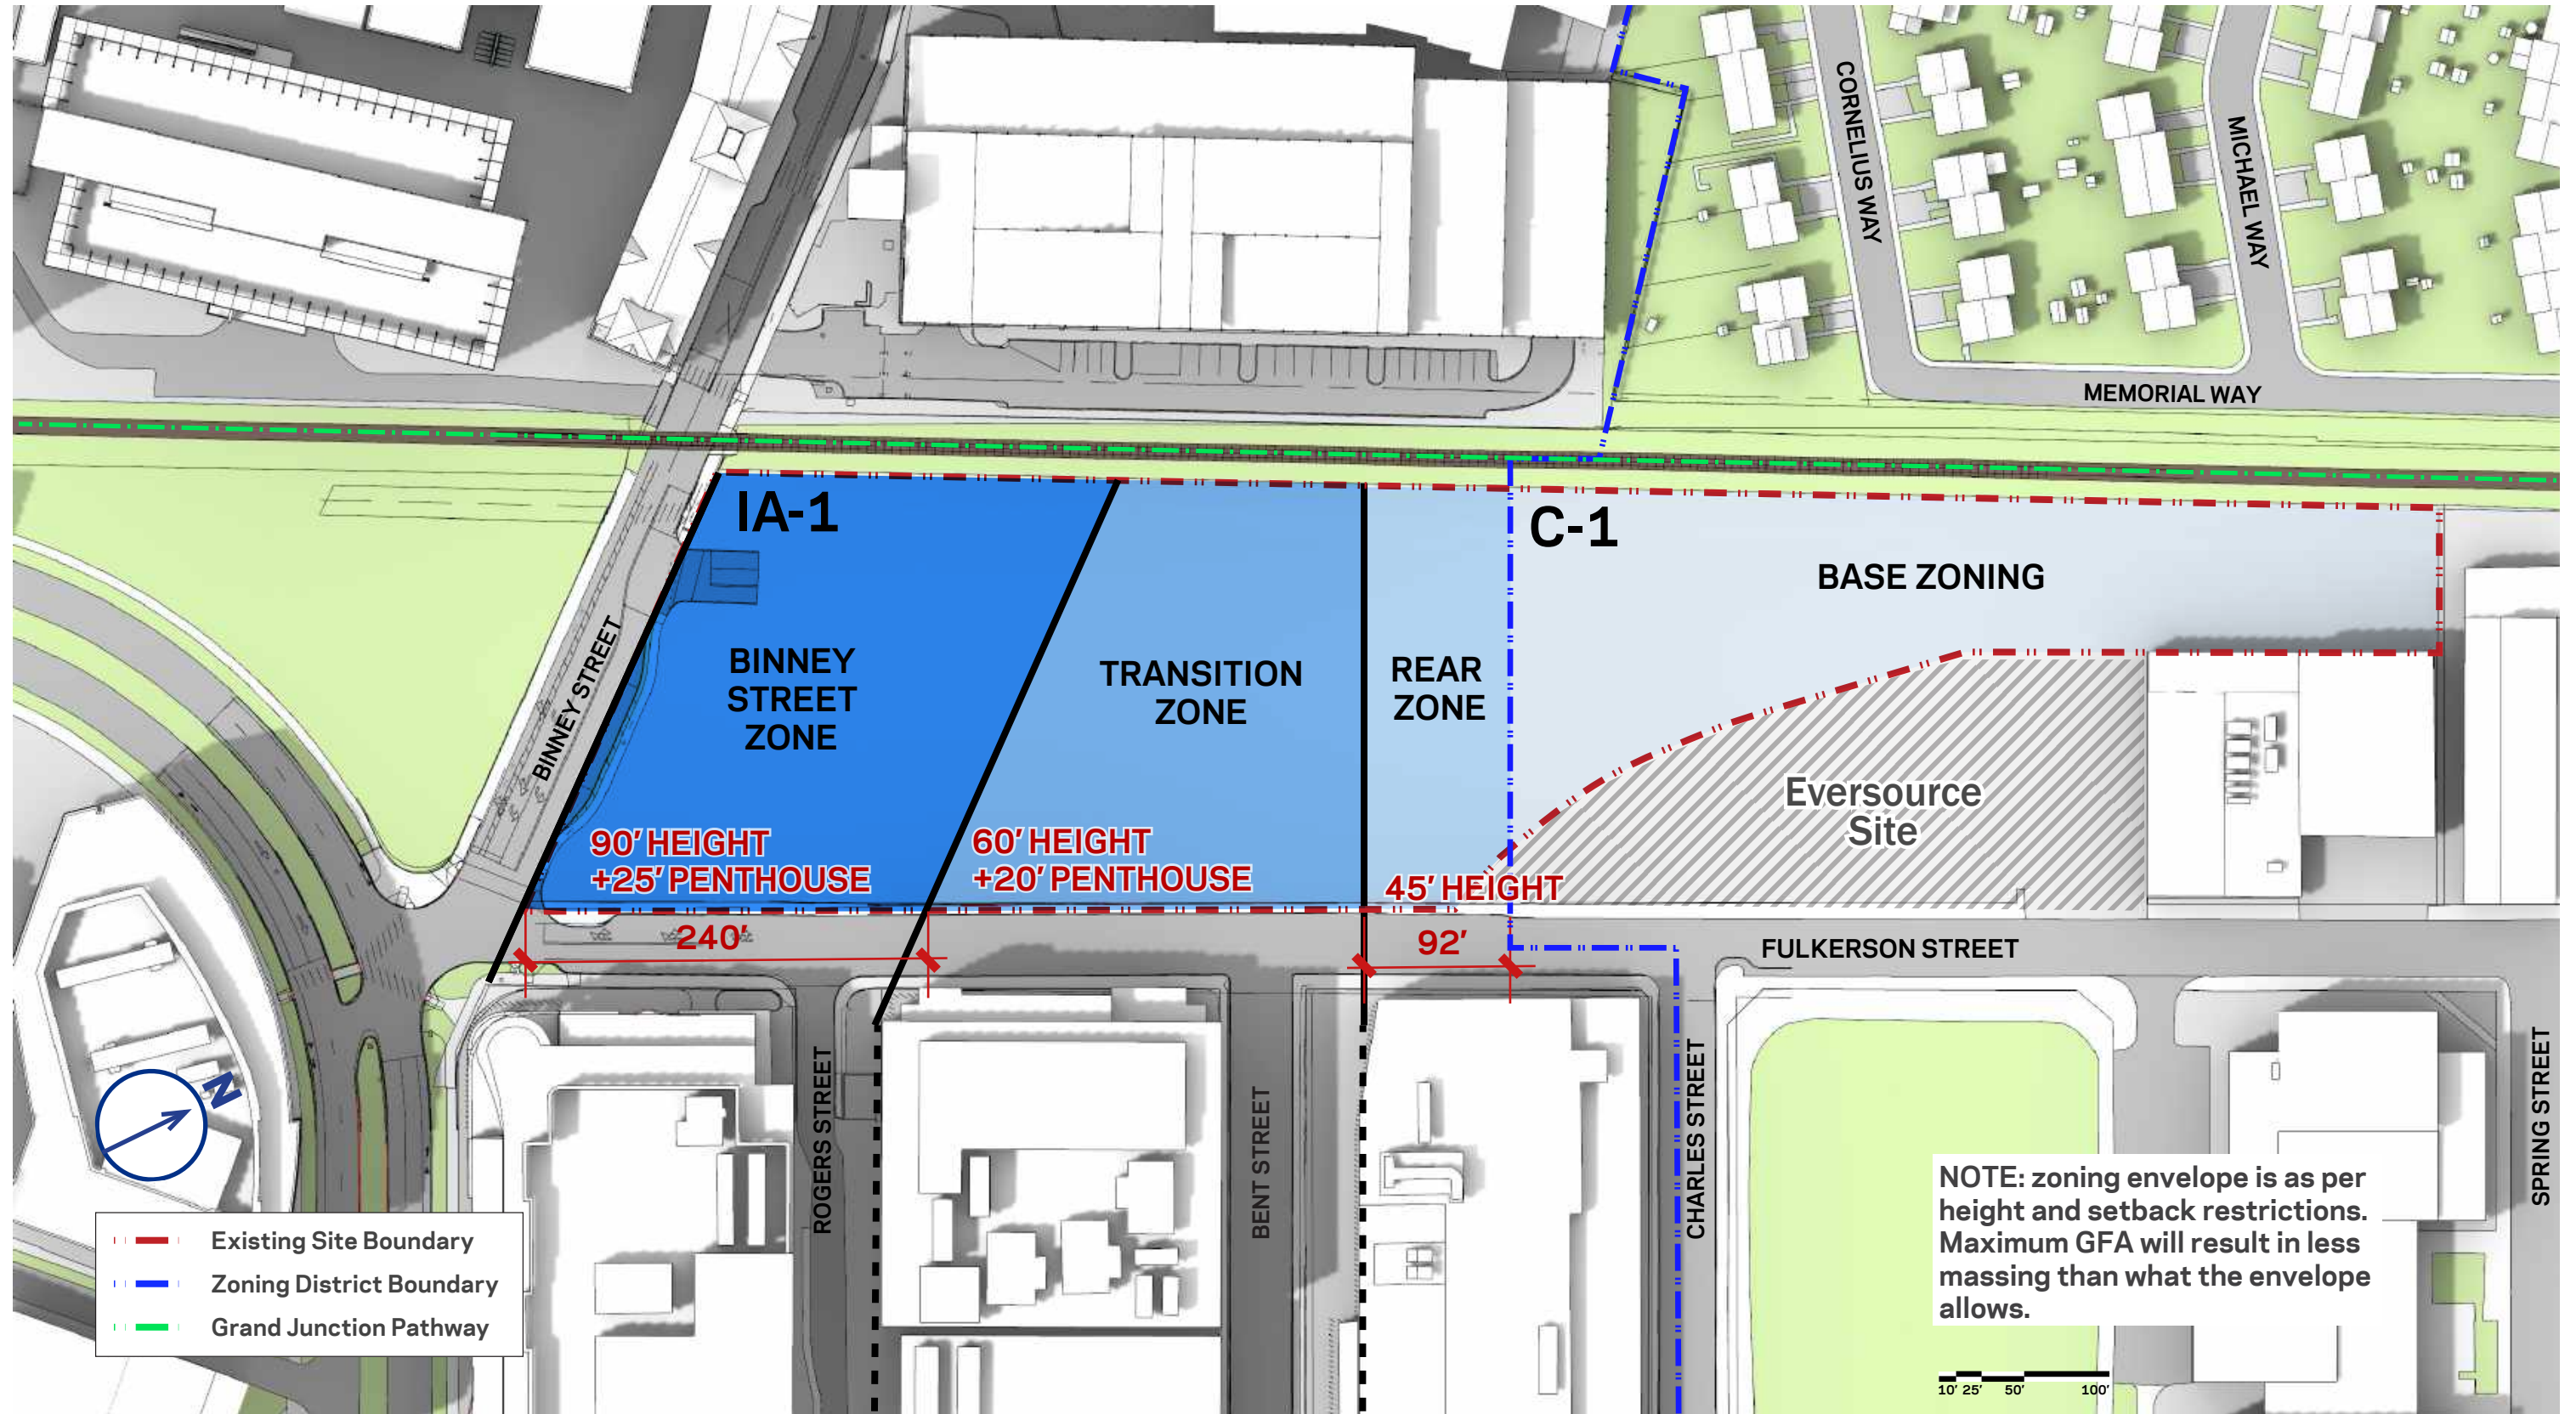 CORNELIUS WAY
MICHAEL WAY
MEMORIAL WAY
IA-1
C-1
BASE ZONING
BINNEY STREET
BINNEY
STREET
ZONE
TRANSITION
ZONE
REAR
ZONE
Eversource
Site
90' HEIGHT
+25' PENTHOUSE
60' HEIGHT
+20' PENTHOUSE
45' HEIGHT
240'
92'
FULKERSON STREET
N
ROGERS STREET
BENT STREET
CHARLES STREET
SPRING STREET
NOTE: zoning envelope is as per
height and setback restrictions.
Maximum GFA will result in less
massing than what the envelope
allows.
Existing Site Boundary
Zoning District Boundary
Grand Junction Pathway
10' 25' 50' 100'